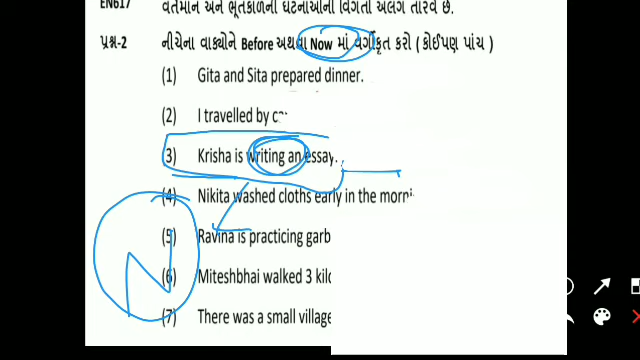 EN617 વર્તમાન અને ભૂતકાળની ઘટનાઓની વિગતો અલગ તારવે છે.
પ્રશ્ન-2 નીચેના વાક્યોને Before અથવા Now માં વર્ગીકૃત કરો ( કોઈપણ પાંચ )
(1) Gita and Sita prepared dinner.
(2) I travelled by
3) Krisha is writing an essay.
(4) Nikita washed cloths early in the
(5) Ravina is practicing
(6) Miteshbhai walked 3
(7) There was a small village
N